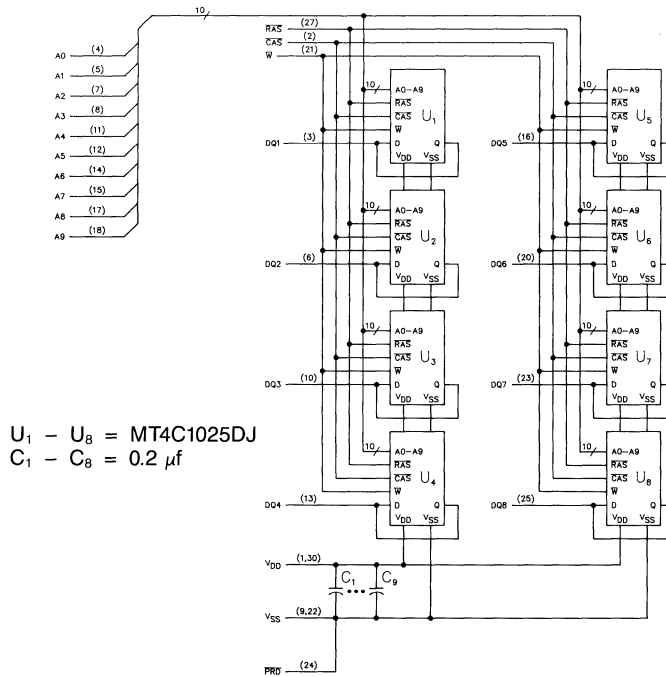 10
RAS (27)
CAS (2)
W (21)
A0 (4)
A1 (5)
A2 (7)
A3 (8)
A4 (11)
A5 (12)
A6 (14)
A7 (15)
A8 (17)
A9 (18)
10 A0-A9
RAS
CAS
W
DQ1 (3) D Q
VDD VSS
U1
10 A0-A9
RAS
CAS
W
DQ2 (6) D Q
VDD VSS
U2
10 A0-A9
RAS
CAS
W
DQ3 (10) D Q
VDD VSS
U3
10 A0-A9
RAS
CAS
W
DQ4 (13) D Q
VDD VSS
U4
10 A0-A9
RAS
CAS
W
DQ5 (16) D Q
VDD VSS
U5
10 A0-A9
RAS
CAS
W
DQ6 (20) D Q
VDD VSS
U6
10 A0-A9
RAS
CAS
W
DQ7 (23) D Q
VDD VSS
U7
10 A0-A9
RAS
CAS
W
DQ8 (25) D Q
VDD VSS
U8
U1 – U8 = MT4C1025DJ
C1 – C8 = 0.2 μf
VDD (1,30)
C1 ••• C9
VSS (9,22)
PRD (24)